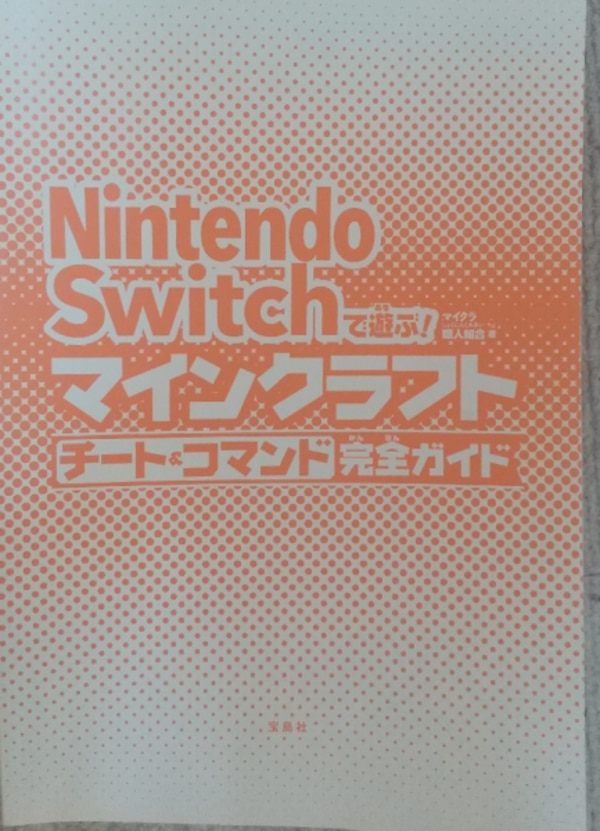 Nintendo
Switchで遊ぶ!
マイクラ
職人組合 著
マインクラフト
チート&コマンド完全ガイド
宝島社